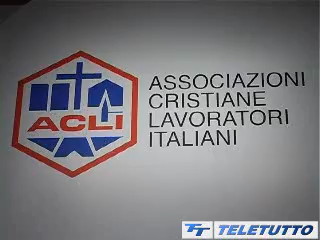 ACLI
ASSOCIAZIONI
CRISTIANE
LAVORATORI
ITALIANI
TT TELETUTTO